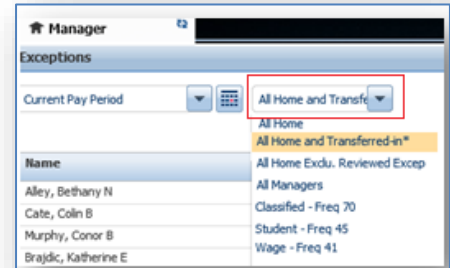 Manager
Exceptions
Current Pay Period
All Home and Transfe
All Home
All Home and Transferred-in*
Name
All Home Exclu. Reviewed Excep
All Managers
Alley, Bethany N
Classified - Freq 70
Cate, Colin B
Student - Freq 45
Murphy, Conor B
Wage - Freq 41
Brajdic, Katherine E